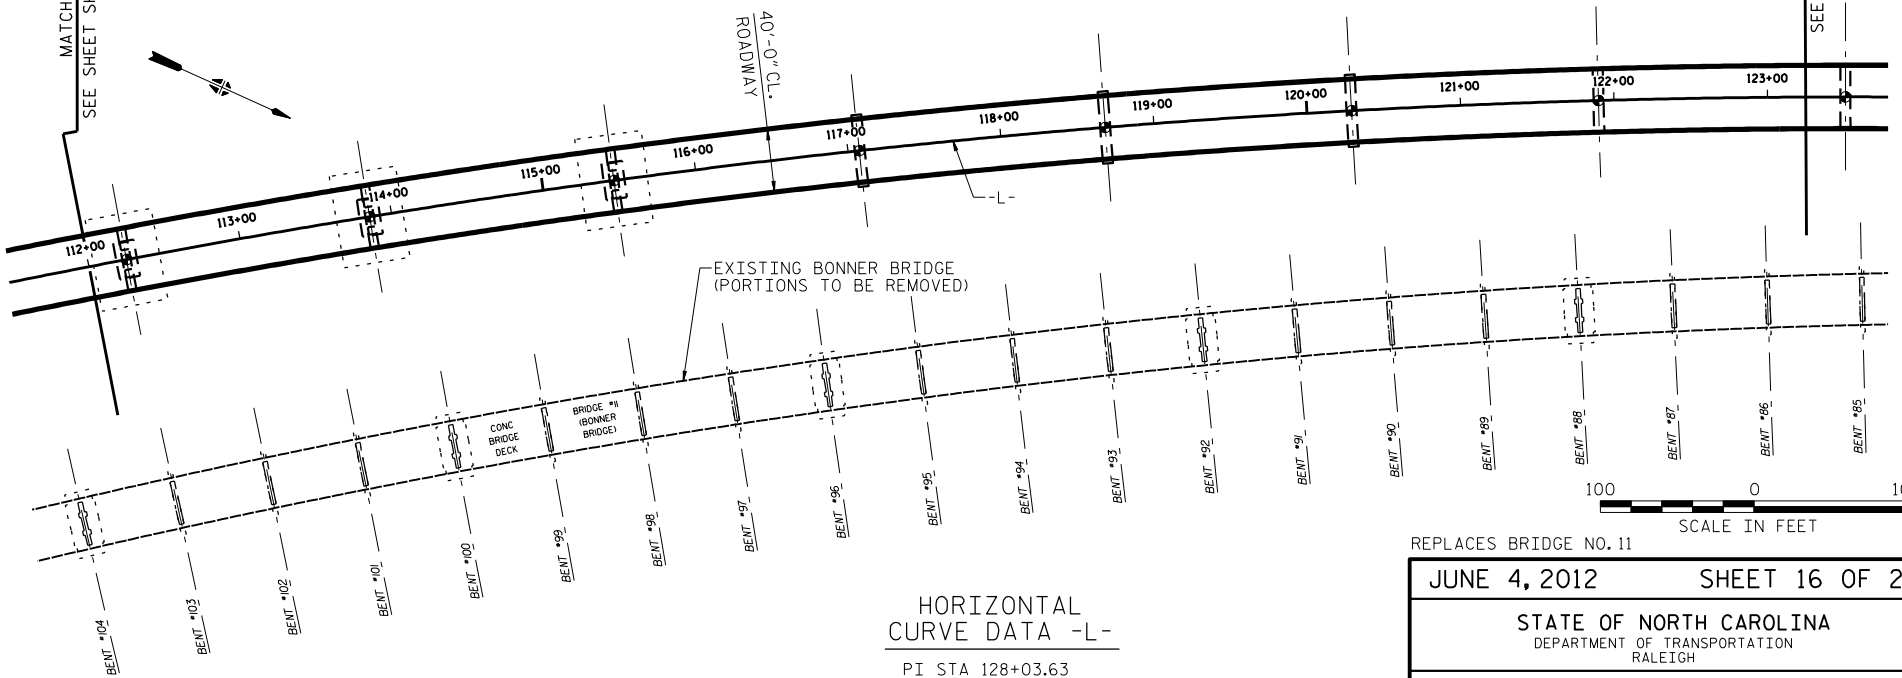 MATCH
SEE SHEET SH
40'-0" CL.
ROADWAY
SEE
112+00
113+00
114+00
115+00
116+00
117+00
118+00
119+00
120+00
121+00
122+00
123+00
-L-
EXISTING BONNER BRIDGE
(PORTIONS TO BE REMOVED)
CONC
BRIDGE
DECK
BRIDGE #11
(BONNER
BRIDGE)
BENT #104
BENT #103
BENT #102
BENT #101
BENT #100
BENT #99
BENT #98
BENT #97
BENT #96
BENT #95
BENT #94
BENT #93
BENT #92
BENT #91
BENT #90
BENT #89
BENT #88
BENT #87
BENT #86
BENT #85
100 0 10
SCALE IN FEET
REPLACES BRIDGE NO. 11
JUNE 4, 2012 SHEET 16 OF 2
STATE OF NORTH CAROLINA
DEPARTMENT OF TRANSPORTATION
RALEIGH
HORIZONTAL
CURVE DATA -L-
PI STA 128+03.63